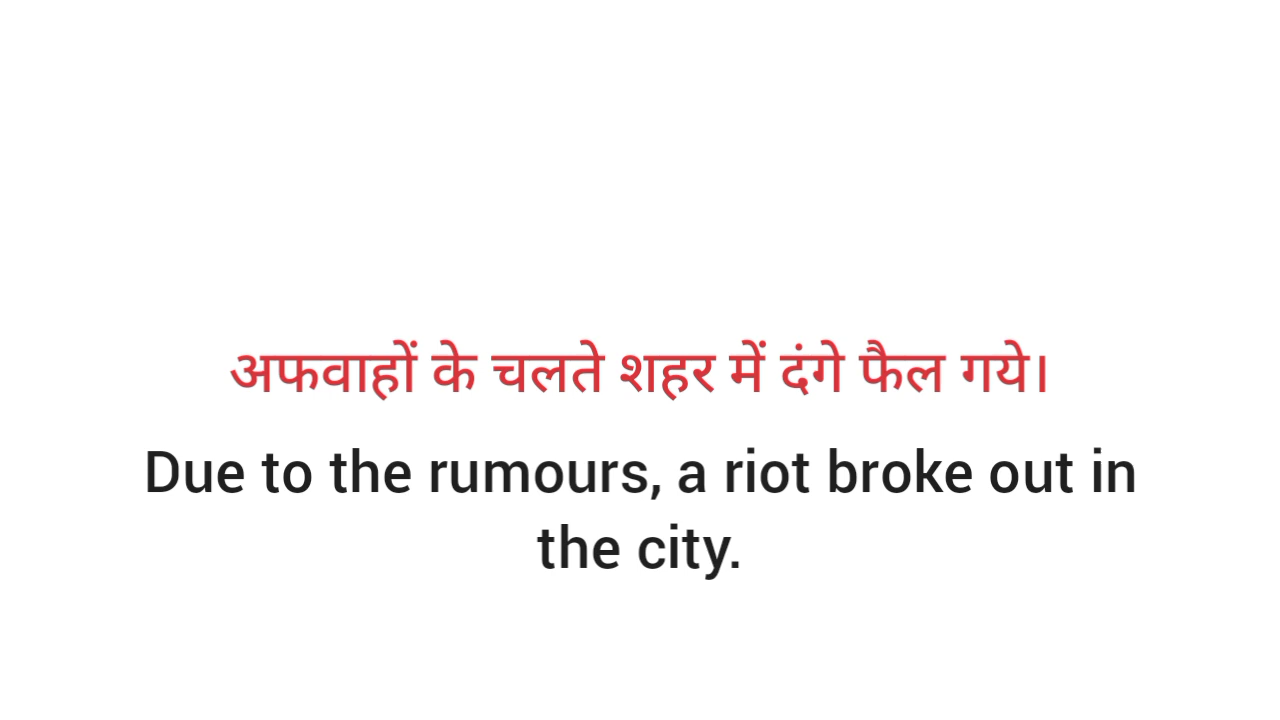 अफवाहों के चलते शहर में दंगे फैल गये।
Due to the rumours, a riot broke out in
the city.